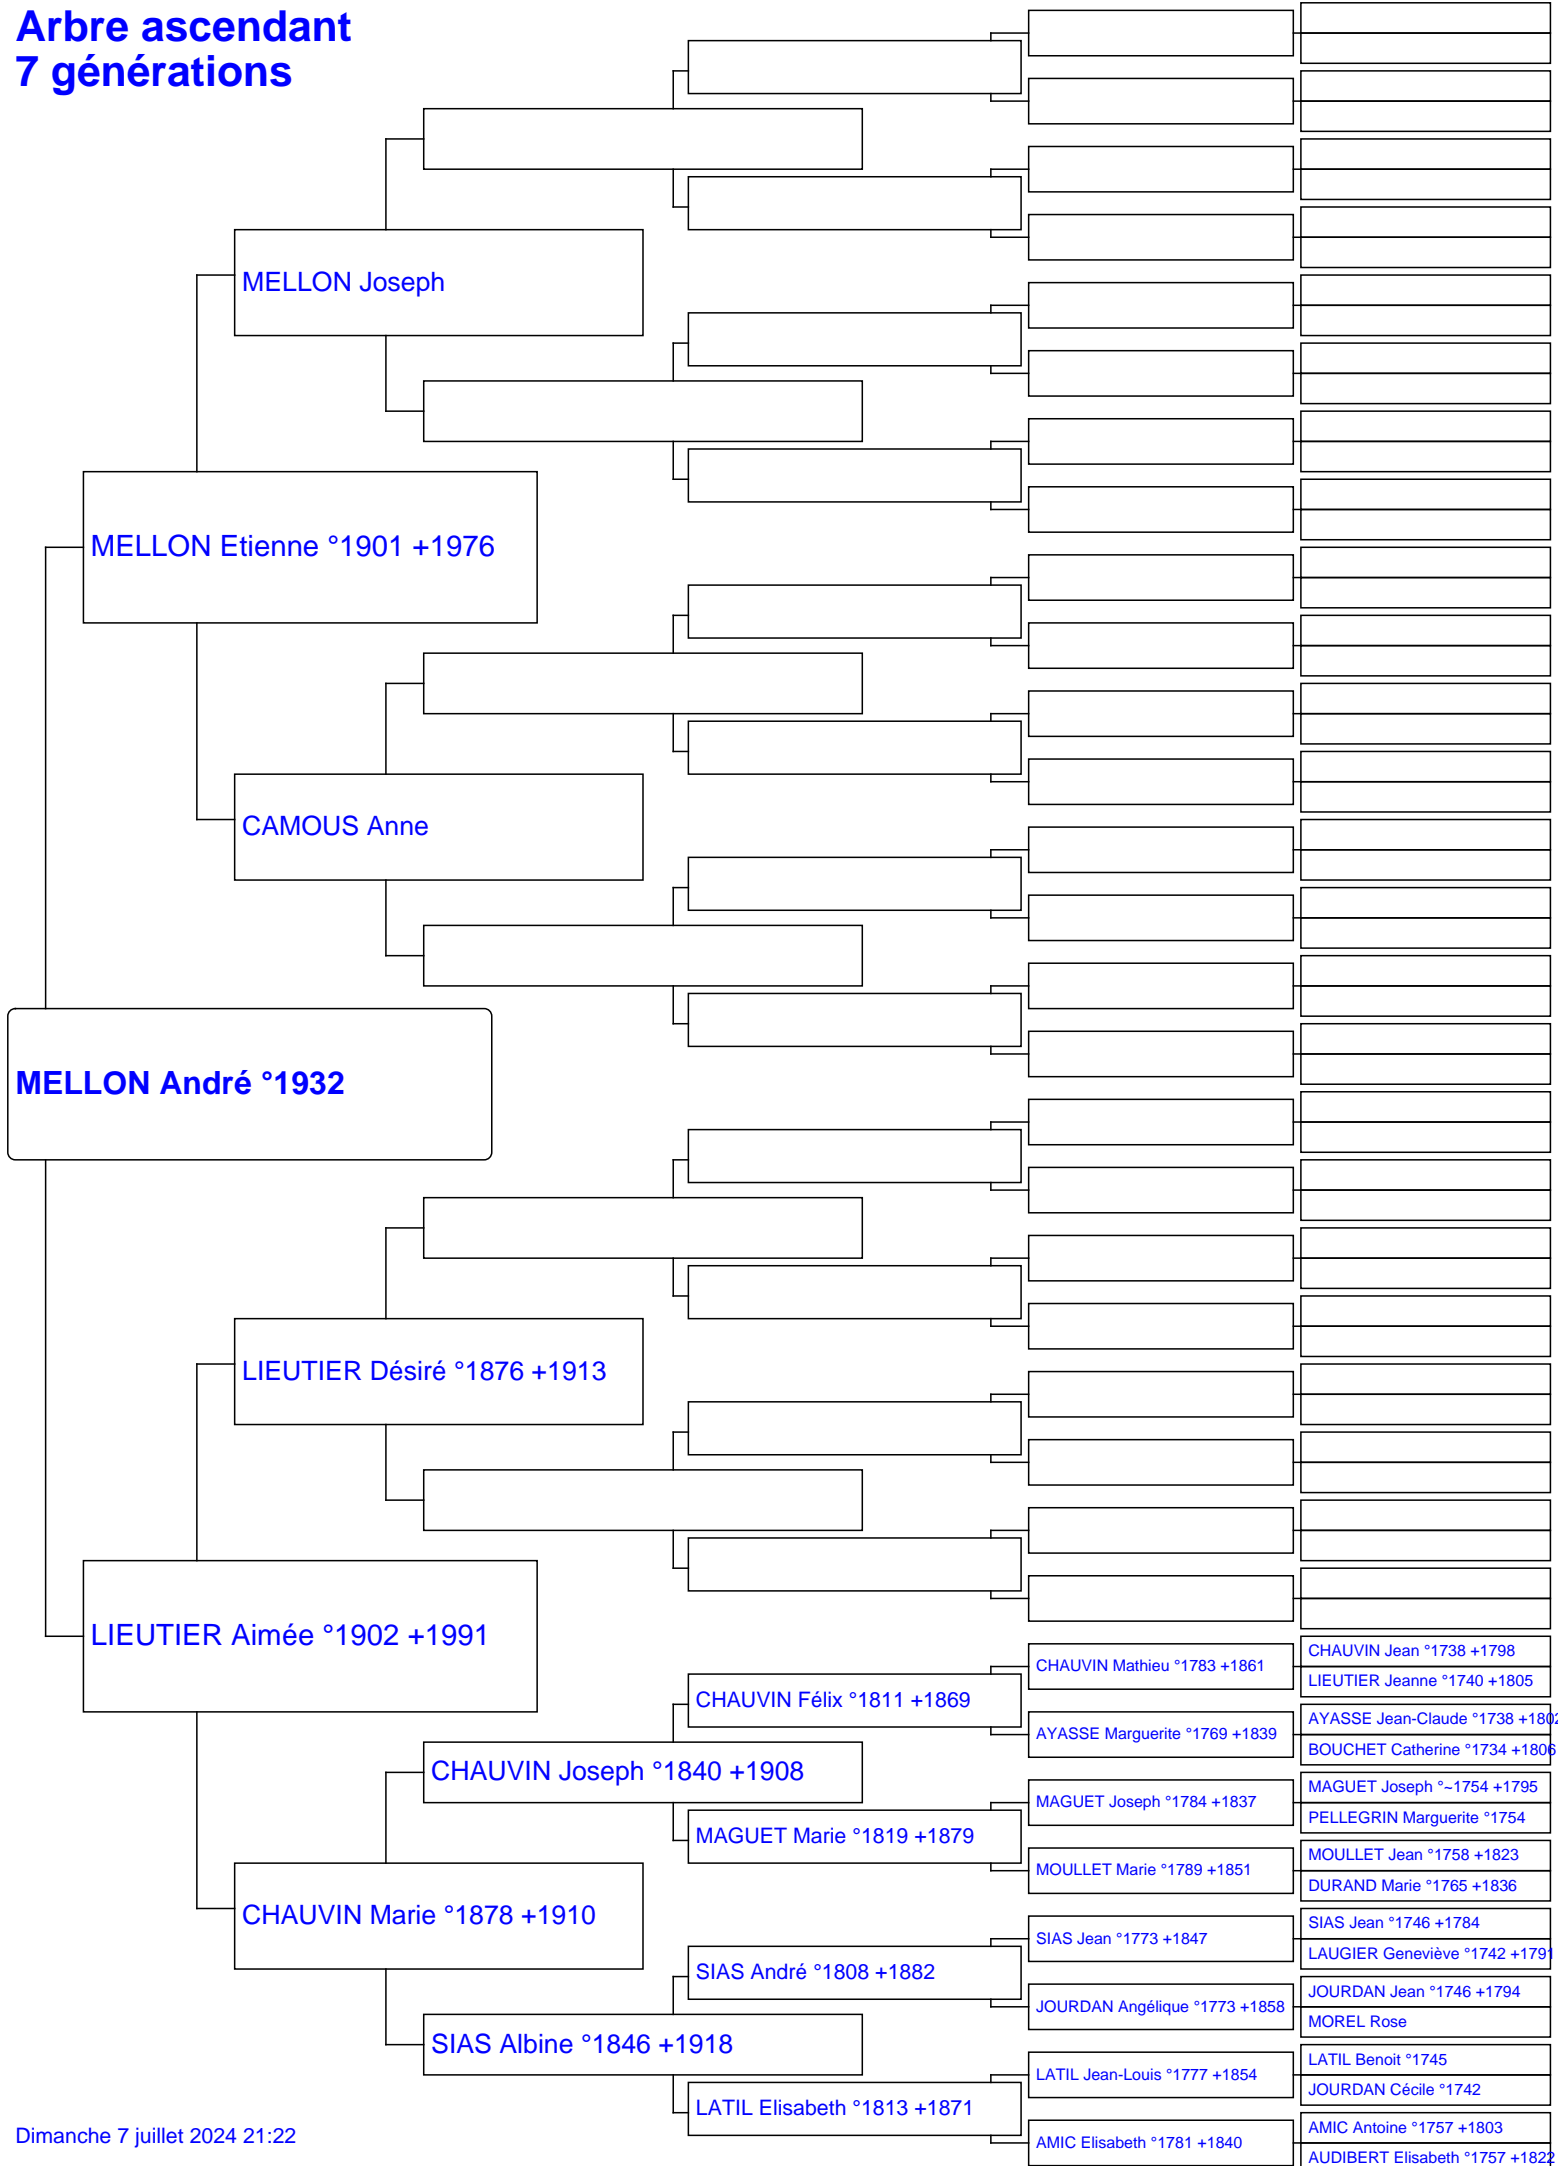 Arbre ascendant
7 générations
MELLON Joseph
MELLON Etienne °1901 +1976
CAMOUS Anne
MELLON André °1932
LIEUTIER Désiré °1876 +1913
LIEUTIER Aimée °1902 +1991
CHAUVIN Jean °1738 +1798
CHAUVIN Mathieu °1783 +1861
LIEUTIER Jeanne °1740 +1805
CHAUVIN Félix °1811 +1869
AYASSE Jean-Claude °1738 +1802
AYASSE Marguerite °1769 +1839
BOUCHET Catherine °1734 +1806
CHAUVIN Joseph °1840 +1908
MAGUET Joseph °~1754 +1795
MAGUET Joseph °1784 +1837
PELLEGRIN Marguerite °1754
MAGUET Marie °1819 +1879
MOULLET Jean °1758 +1823
MOULLET Marie °1789 +1851
DURAND Marie °1765 +1836
CHAUVIN Marie °1878 +1910
SIAS Jean °1746 +1784
SIAS Jean °1773 +1847
LAUGIER Geneviève °1742 +1791
SIAS André °1808 +1882
JOURDAN Jean °1746 +1794
JOURDAN Angélique °1773 +1858
MOREL Rose
SIAS Albine °1846 +1918
LATIL Benoit °1745
LATIL Jean-Louis °1777 +1854
JOURDAN Cécile °1742
LATIL Elisabeth °1813 +1871
AMIC Antoine °1757 +1803
AMIC Elisabeth °1781 +1840
AUDIBERT Elisabeth °1757 +1822
Dimanche 7 juillet 2024 21:22